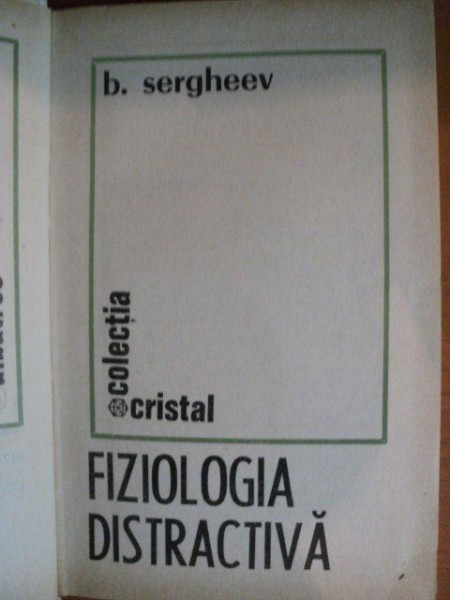 b. sergheev
colecția
cristal
FIZIOLOGIA
DISTRACTIVĂ